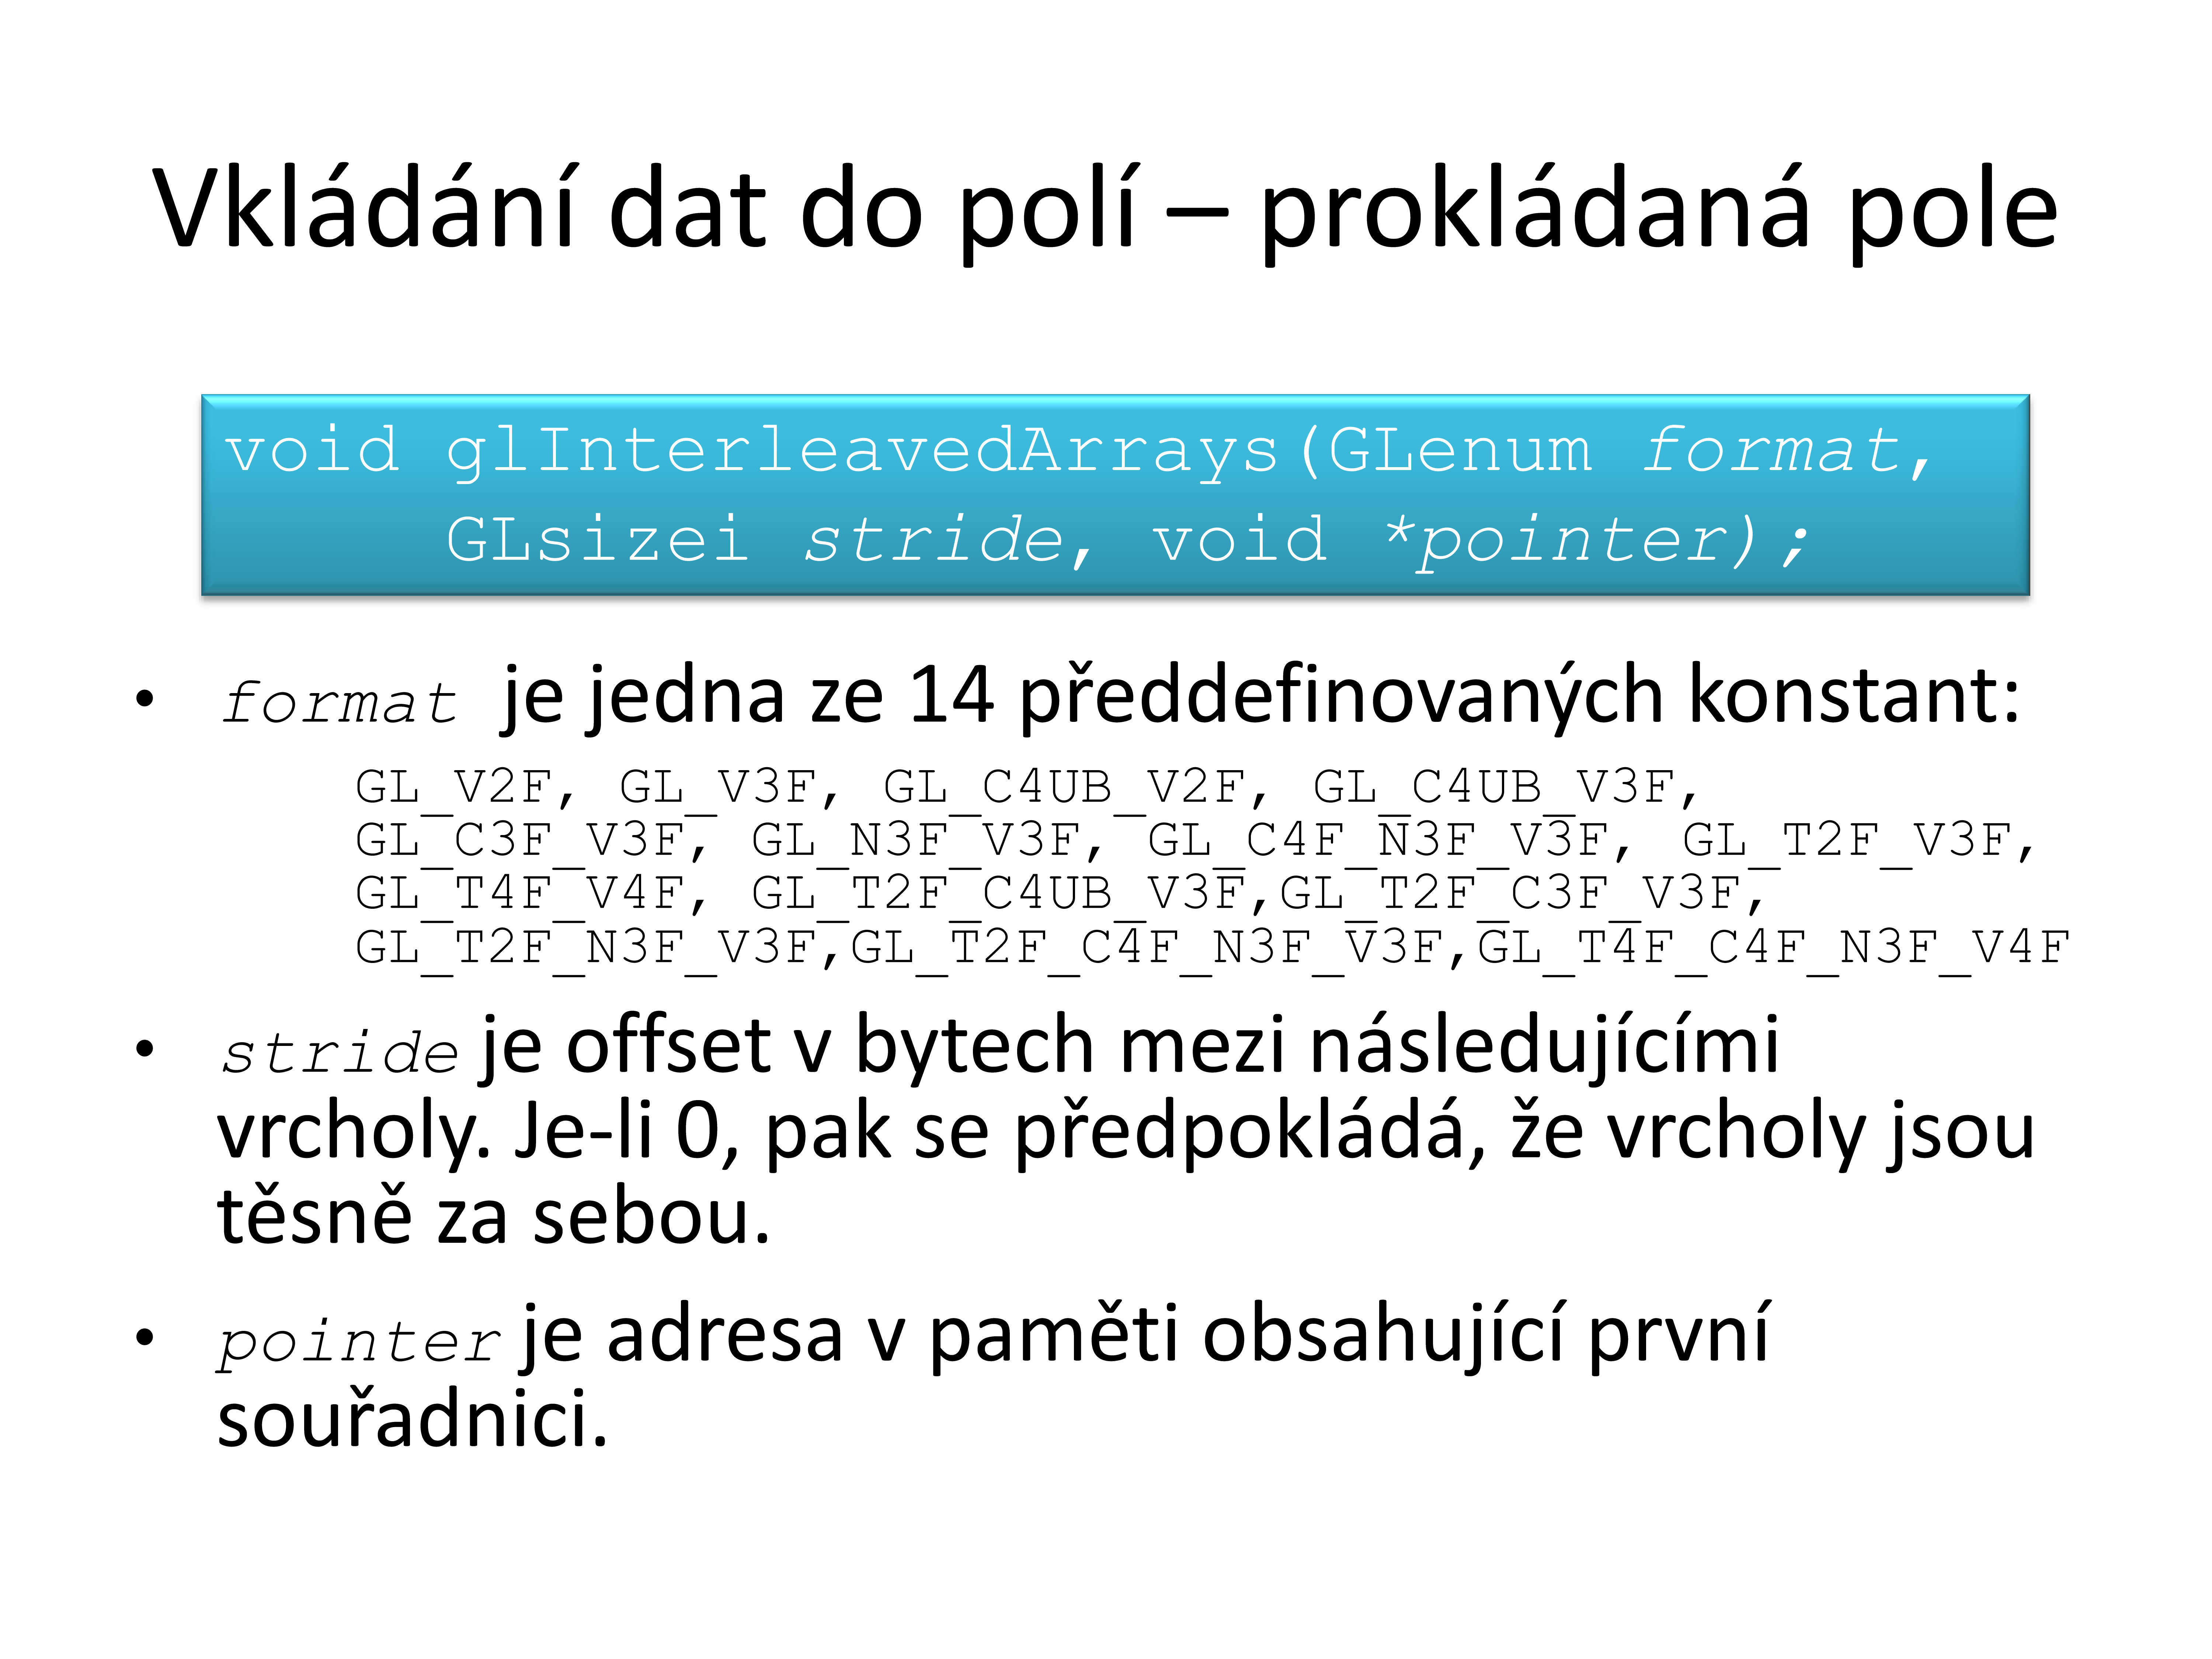 Vkládání dat do polí – prokládaná pole
void glInterleavedArrays(GLenum format,
GLsizei stride, void *pointer);
• format je jedna ze 14 předdefinovaných konstant:
GL_V2F, GL_V3F, GL_C4UB_V2F, GL_C4UB_V3F,
GL_C3F_V3F, GL_N3F_V3F, GL_C4F_N3F_V3F, GL_T2F_V3F,
GL_T4F_V4F, GL_T2F_C4UB_V3F,GL_T2F_C3F_V3F,
GL_T2F_N3F_V3F,GL_T2F_C4F_N3F_V3F,GL_T4F_C4F_N3F_V4F
• stride je offset v bytech mezi následujícími
vrcholy. Je-li 0, pak se předpokládá, že vrcholy jsou
těsně za sebou.
• pointer je adresa v paměti obsahující první
souřadnici.